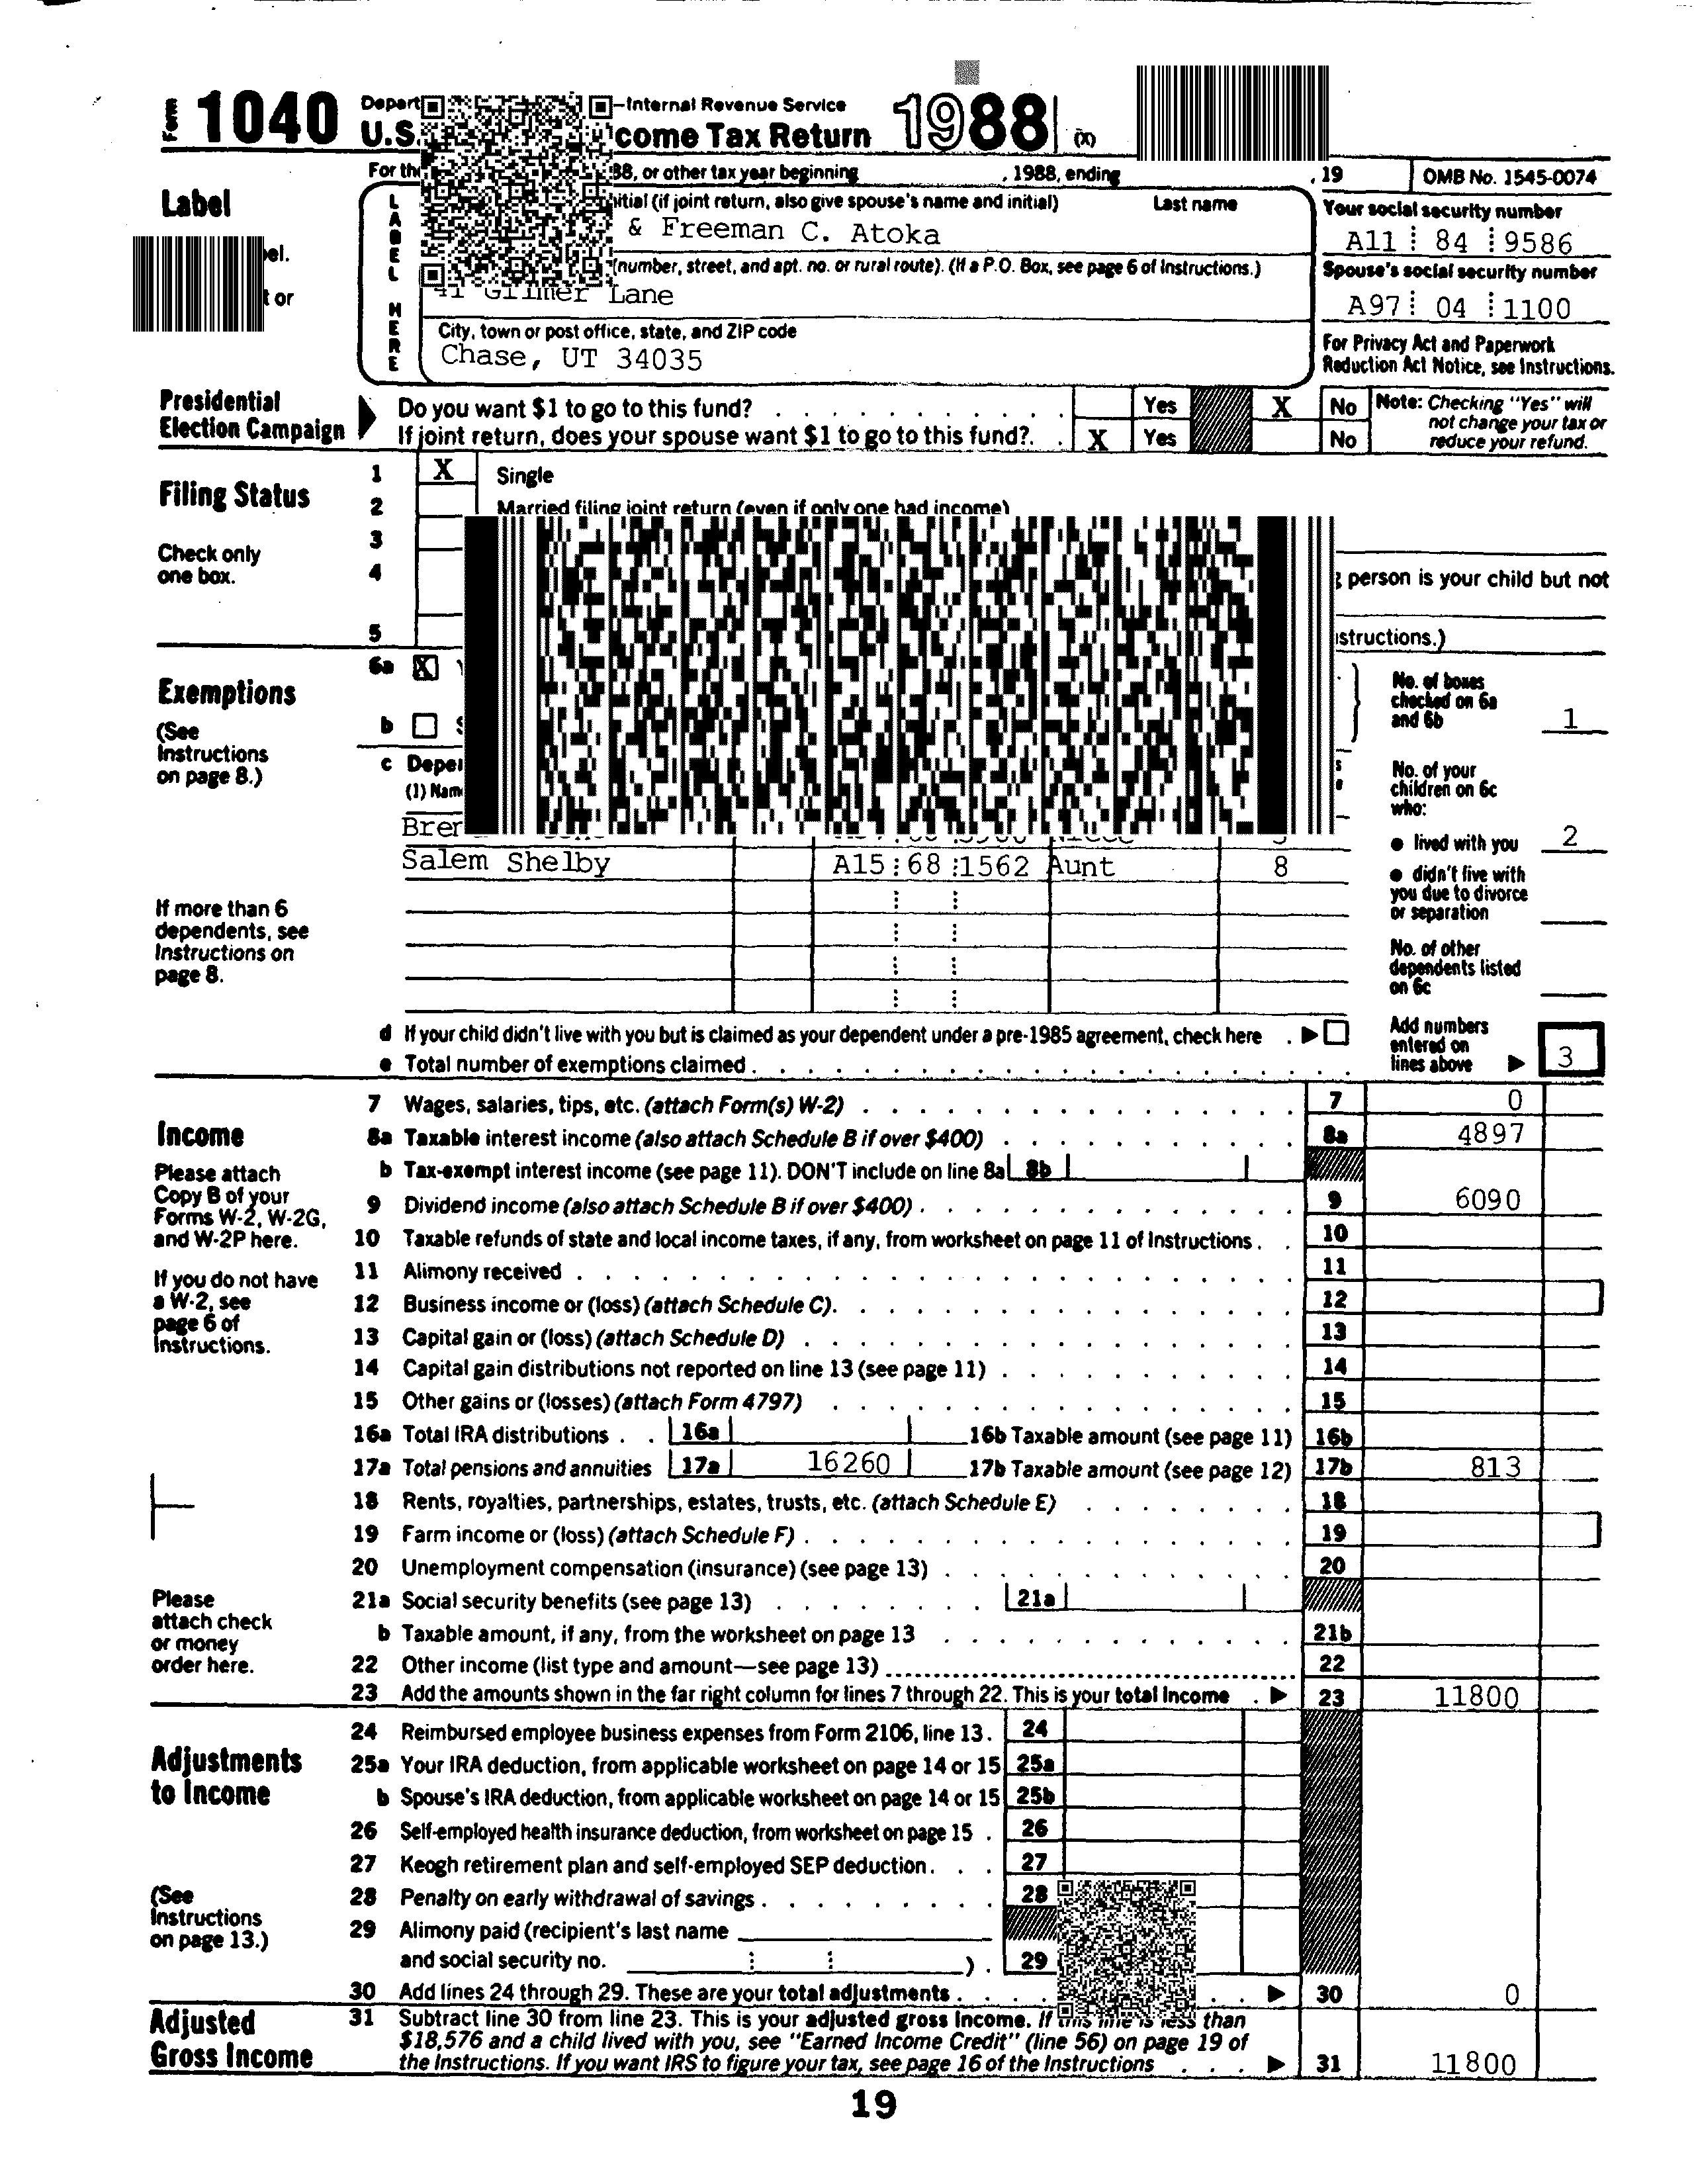 Form 1040 Internal Revenue Service
U.S. Tax Return 1988 (X)
For 88, or other tax year beginning , 1988, ending , 19 OMB No. 1545-0074
Label
LABEL HERE
(if joint return, also give spouse's name and initial) Last name
& Freeman C. Atoka
Your social security number
A11 84 9586
(number, street, and apt. no. or rural route). (If a P.O. Box, see page 6 of Instructions.)
Lane
Spouse's social security number
A97 04 1100
or
City, town or post office, state, and ZIP code
Chase, UT 34035
For Privacy Act and Paperwork
Reduction Act Notice, see Instructions.
Presidential
Election Campaign
Do you want $1 to go to this fund? Yes X No
If joint return, does your spouse want $1 to go to this fund? X Yes No
Note: Checking "Yes" will
not change your tax or
reduce your refund.
Filing Status
Check only
one box.
1 X Single
2 Married filing joint return (even if only one had income)
3
4 person is your child but not
5
6a X
Exemptions
(See
Instructions
on page 8.)
b
c
(1)
No. of boxes
checked on 6a
and 6b 1
No. of your
children on 6c
who:
● lived with you 2
Salem Shelby A15 68 1562 Aunt 8
● didn't live with
you due to divorce
or separation
If more than 6
dependents, see
Instructions on
page 8.
No. of other
dependents listed
on 6c
d If your child didn't live with you but is claimed as your dependent under a pre-1985 agreement, check here
e Total number of exemptions claimed
Add numbers
entered on
lines above 3
Income
Please attach
Copy B of your
Forms W-2, W-2G,
and W-2P here.
If you do not have
a W-2, see
page 6 of
Instructions.
7 Wages, salaries, tips, etc. (attach Form(s) W-2) 7 0
8a Taxable interest income (also attach Schedule B if over $400) 8a 4897
b Tax-exempt interest income (see page 11). DON'T include on line 8a 8b
9 Dividend income (also attach Schedule B if over $400) 9 6090
10 Taxable refunds of state and local income taxes, if any, from worksheet on page 11 of Instructions 10
11 Alimony received 11
12 Business income or (loss) (attach Schedule C) 12
13 Capital gain or (loss) (attach Schedule D) 13
14 Capital gain distributions not reported on line 13 (see page 11) 14
15 Other gains or (losses) (attach Form 4797) 15
16a Total IRA distributions 16a 16b Taxable amount (see page 11) 16b
17a Total pensions and annuities 17a 16260 17b Taxable amount (see page 12) 17b 813
18 Rents, royalties, partnerships, estates, trusts, etc. (attach Schedule E) 18
19 Farm income or (loss) (attach Schedule F) 19
20 Unemployment compensation (insurance) (see page 13) 20
Please
attach check
or money
order here.
21a Social security benefits (see page 13) 21a
b Taxable amount, if any, from the worksheet on page 13 21b
22 Other income (list type and amount—see page 13) 22
23 Add the amounts shown in the far right column for lines 7 through 22. This is your total income 23 11800
Adjustments
to Income
(See
Instructions
on page 13.)
24 Reimbursed employee business expenses from Form 2106, line 13. 24
25a Your IRA deduction, from applicable worksheet on page 14 or 15 25a
b Spouse's IRA deduction, from applicable worksheet on page 14 or 15 25b
26 Self-employed health insurance deduction, from worksheet on page 15 26
27 Keogh retirement plan and self-employed SEP deduction 27
28 Penalty on early withdrawal of savings 28
29 Alimony paid (recipient's last name
and social security no. ) 29
30 Add lines 24 through 29. These are your total adjustments 30 0
Adjusted
Gross Income
31 Subtract line 30 from line 23. This is your adjusted gross income. If this line is less than
$18,576 and a child lived with you, see "Earned Income Credit" (line 56) on page 19 of
the Instructions. If you want IRS to figure your tax, see page 16 of the Instructions 31 11800
19